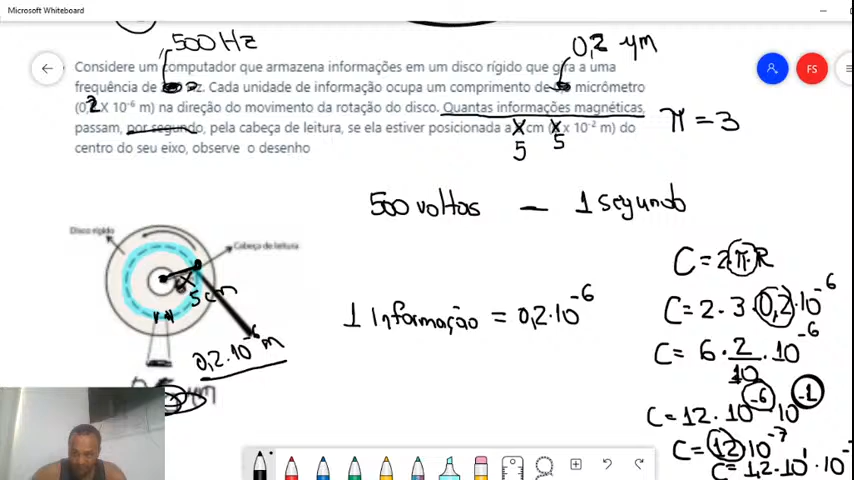 Microsoft Whiteboard
500 Hz
0,2 μm
Considere um computador que armazena informações em um disco rígido que gira a uma
frequência de Hz. Cada unidade de informação ocupa um comprimento de micrômetro
(0,2 X 10⁻⁶ m) na direção do movimento da rotação do disco. Quantas informações magnéticas,
passam, por segundo, pela cabeça de leitura, se ela estiver posicionada a cm ( x 10⁻² m) do
5 5
centro do seu eixo, observe o desenho
π = 3
500 voltas — 1 segundo
Disco rígido
Cabeça de leitura
5 cm
0,2·10⁻⁶ m
μm
1 Informação = 0,2·10⁻⁶
C = 2·π·R
C = 2·3·0,2·10⁻⁶
C = 6·2/10·10⁻⁶
C = 12·10⁻⁶ 10⁻¹
C = 12·10⁻⁷
C = 1,2·10¹·10⁻
FS